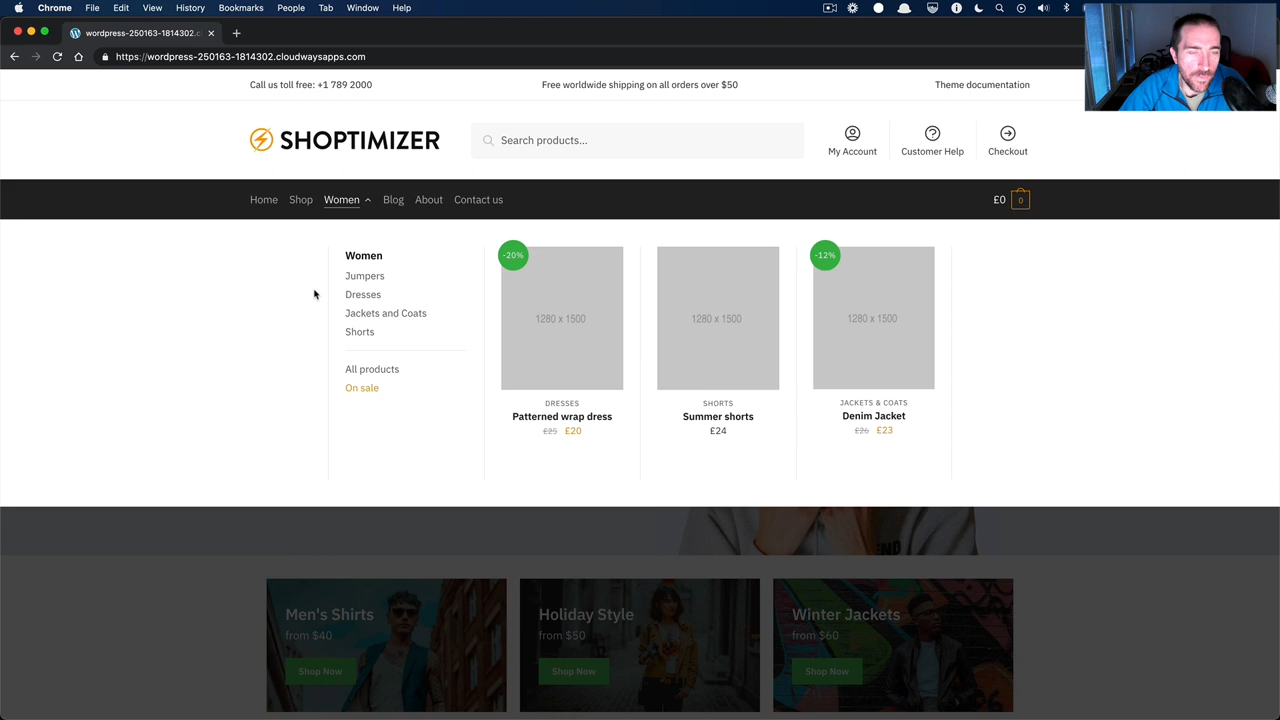 Chrome File Edit View History Bookmarks People Tab Window Help
wordpress-250163-1814302.c
https://wordpress-250163-1814302.cloudwaysapps.com
Call us toll free: +1 789 2000
Free worldwide shipping on all orders over $50
Theme documentation
SHOPTIMIZER
Search products...
My Account
Customer Help
Checkout
Home Shop Women Blog About Contact us
£0 0
Women
Jumpers
Dresses
Jackets and Coats
Shorts
All products
On sale
-20%
1280 x 1500
DRESSES
Patterned wrap dress
£25 £20
1280 x 1500
SHORTS
Summer shorts
£24
-12%
1280 x 1500
JACKETS & COATS
Denim Jacket
£26 £23
Men's Shirts
from $40
Shop Now
Holiday Style
from $50
Shop Now
Winter Jackets
from $60
Shop Now